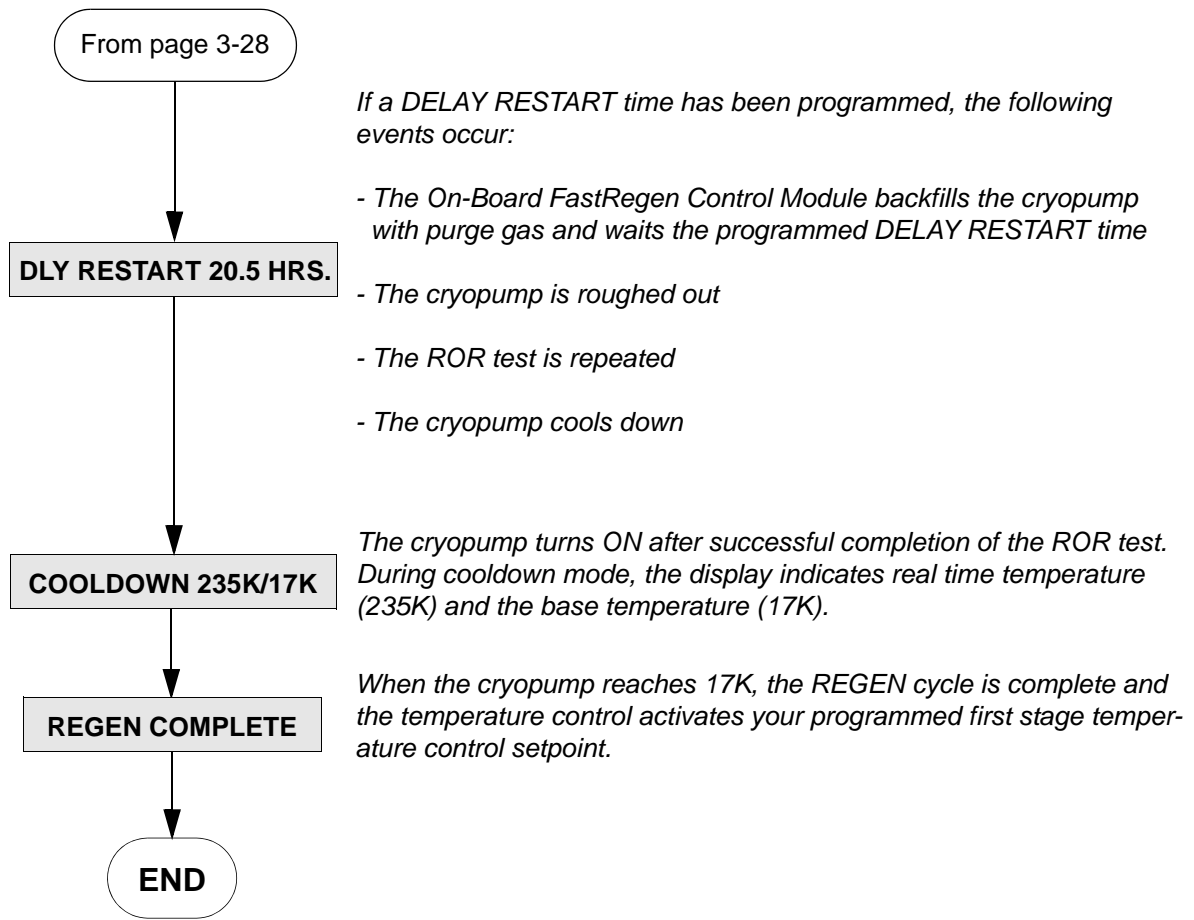 From page 3-28
If a DELAY RESTART time has been programmed, the following
events occur:
- The On-Board FastRegen Control Module backfills the cryopump
with purge gas and waits the programmed DELAY RESTART time
DLY RESTART 20.5 HRS.
- The cryopump is roughed out
- The ROR test is repeated
- The cryopump cools down
COOLDOWN 235K/17K
The cryopump turns ON after successful completion of the ROR test.
During cooldown mode, the display indicates real time temperature
(235K) and the base temperature (17K).
REGEN COMPLETE
When the cryopump reaches 17K, the REGEN cycle is complete and
the temperature control activates your programmed first stage temper-
ature control setpoint.
END